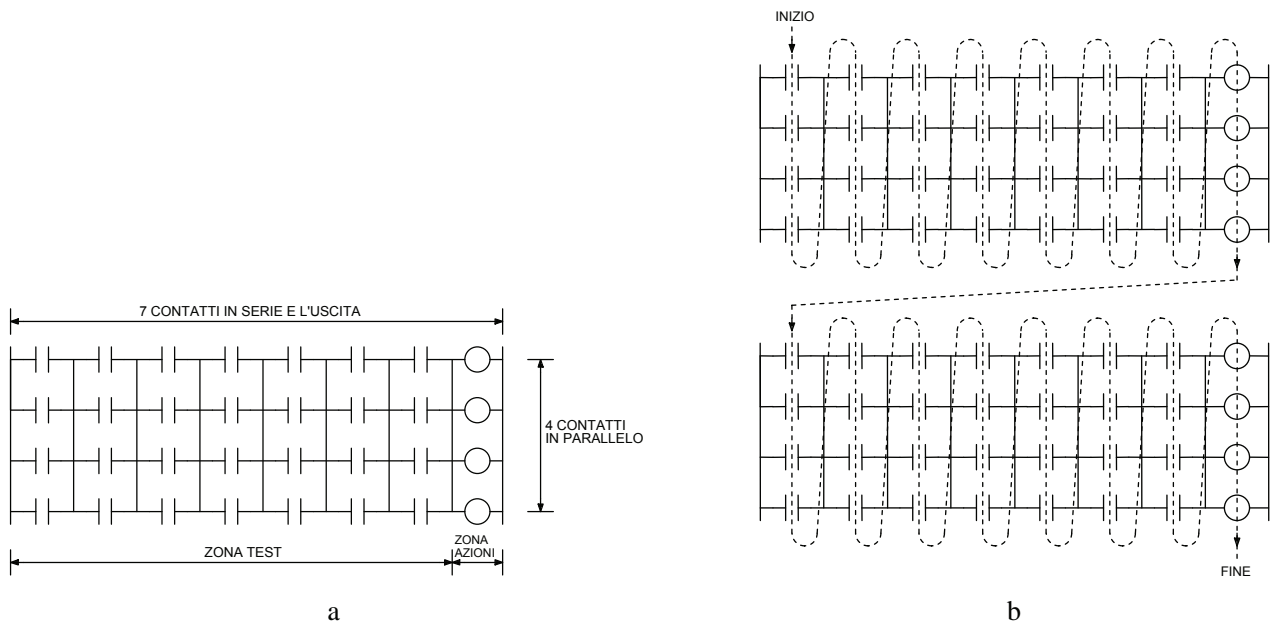 7 CONTATTI IN SERIE E L'USCITA
4 CONTATTI
IN PARALLELO
ZONA TEST
ZONA
AZIONI
a
INIZIO
FINE
b